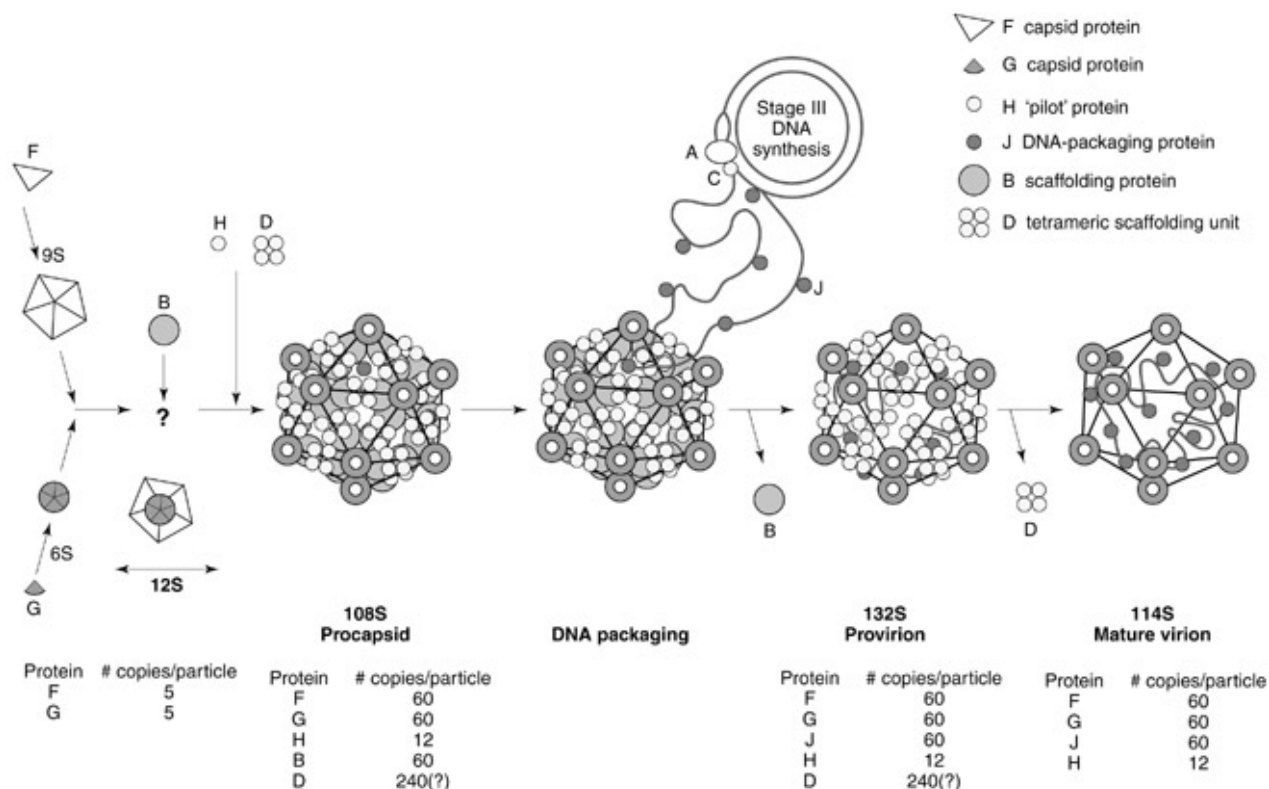 F capsid protein
G capsid protein
H 'pilot' protein
J DNA-packaging protein
B scaffolding protein
D tetrameric scaffolding unit
Stage III
DNA
synthesis
A
C
J
F
9S
H
D
B
?
6S
G
12S
B
D
108S
Procapsid
DNA packaging
132S
Provirion
114S
Mature virion
Protein # copies/particle
F 5
G 5
Protein # copies/particle
F 60
G 60
H 12
B 60
D 240(?)
Protein # copies/particle
F 60
G 60
J 60
H 12
D 240(?)
Protein # copies/particle
F 60
G 60
J 60
H 12